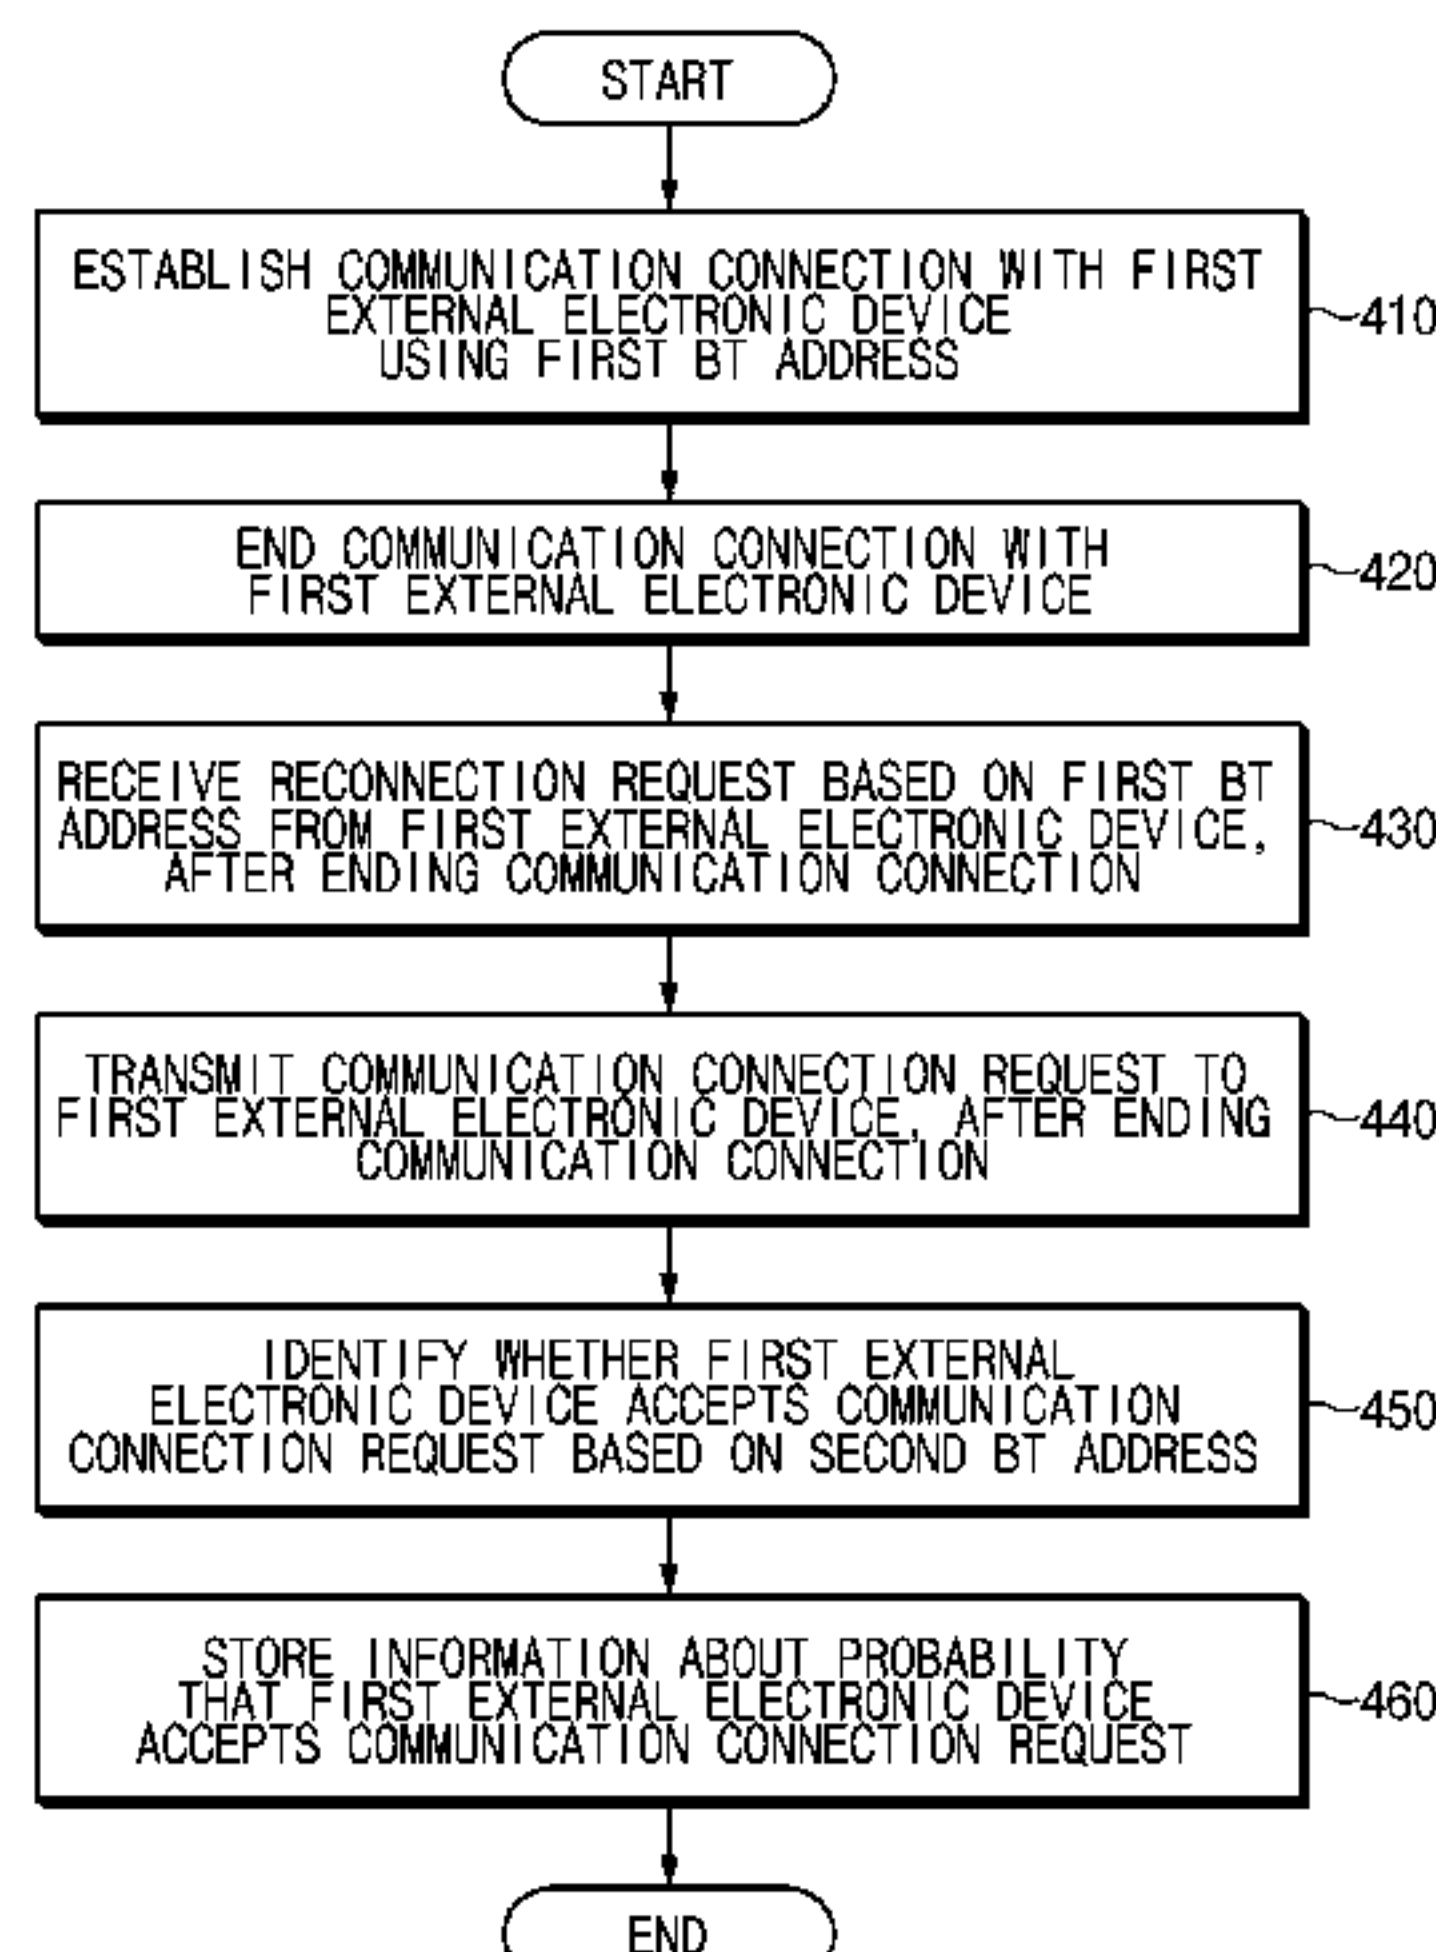 START
ESTABLISH COMMUNICATION CONNECTION WITH FIRST
EXTERNAL ELECTRONIC DEVICE
USING FIRST BT ADDRESS
410
END COMMUNICATION CONNECTION WITH
FIRST EXTERNAL ELECTRONIC DEVICE
420
RECEIVE RECONNECTION REQUEST BASED ON FIRST BT
ADDRESS FROM FIRST EXTERNAL ELECTRONIC DEVICE,
AFTER ENDING COMMUNICATION CONNECTION
430
TRANSMIT COMMUNICATION CONNECTION REQUEST TO
FIRST EXTERNAL ELECTRONIC DEVICE, AFTER ENDING
COMMUNICATION CONNECTION
440
IDENTIFY WHETHER FIRST EXTERNAL
ELECTRONIC DEVICE ACCEPTS COMMUNICATION
CONNECTION REQUEST BASED ON SECOND BT ADDRESS
450
STORE INFORMATION ABOUT PROBABILITY
THAT FIRST EXTERNAL ELECTRONIC DEVICE
ACCEPTS COMMUNICATION CONNECTION REQUEST
460
END